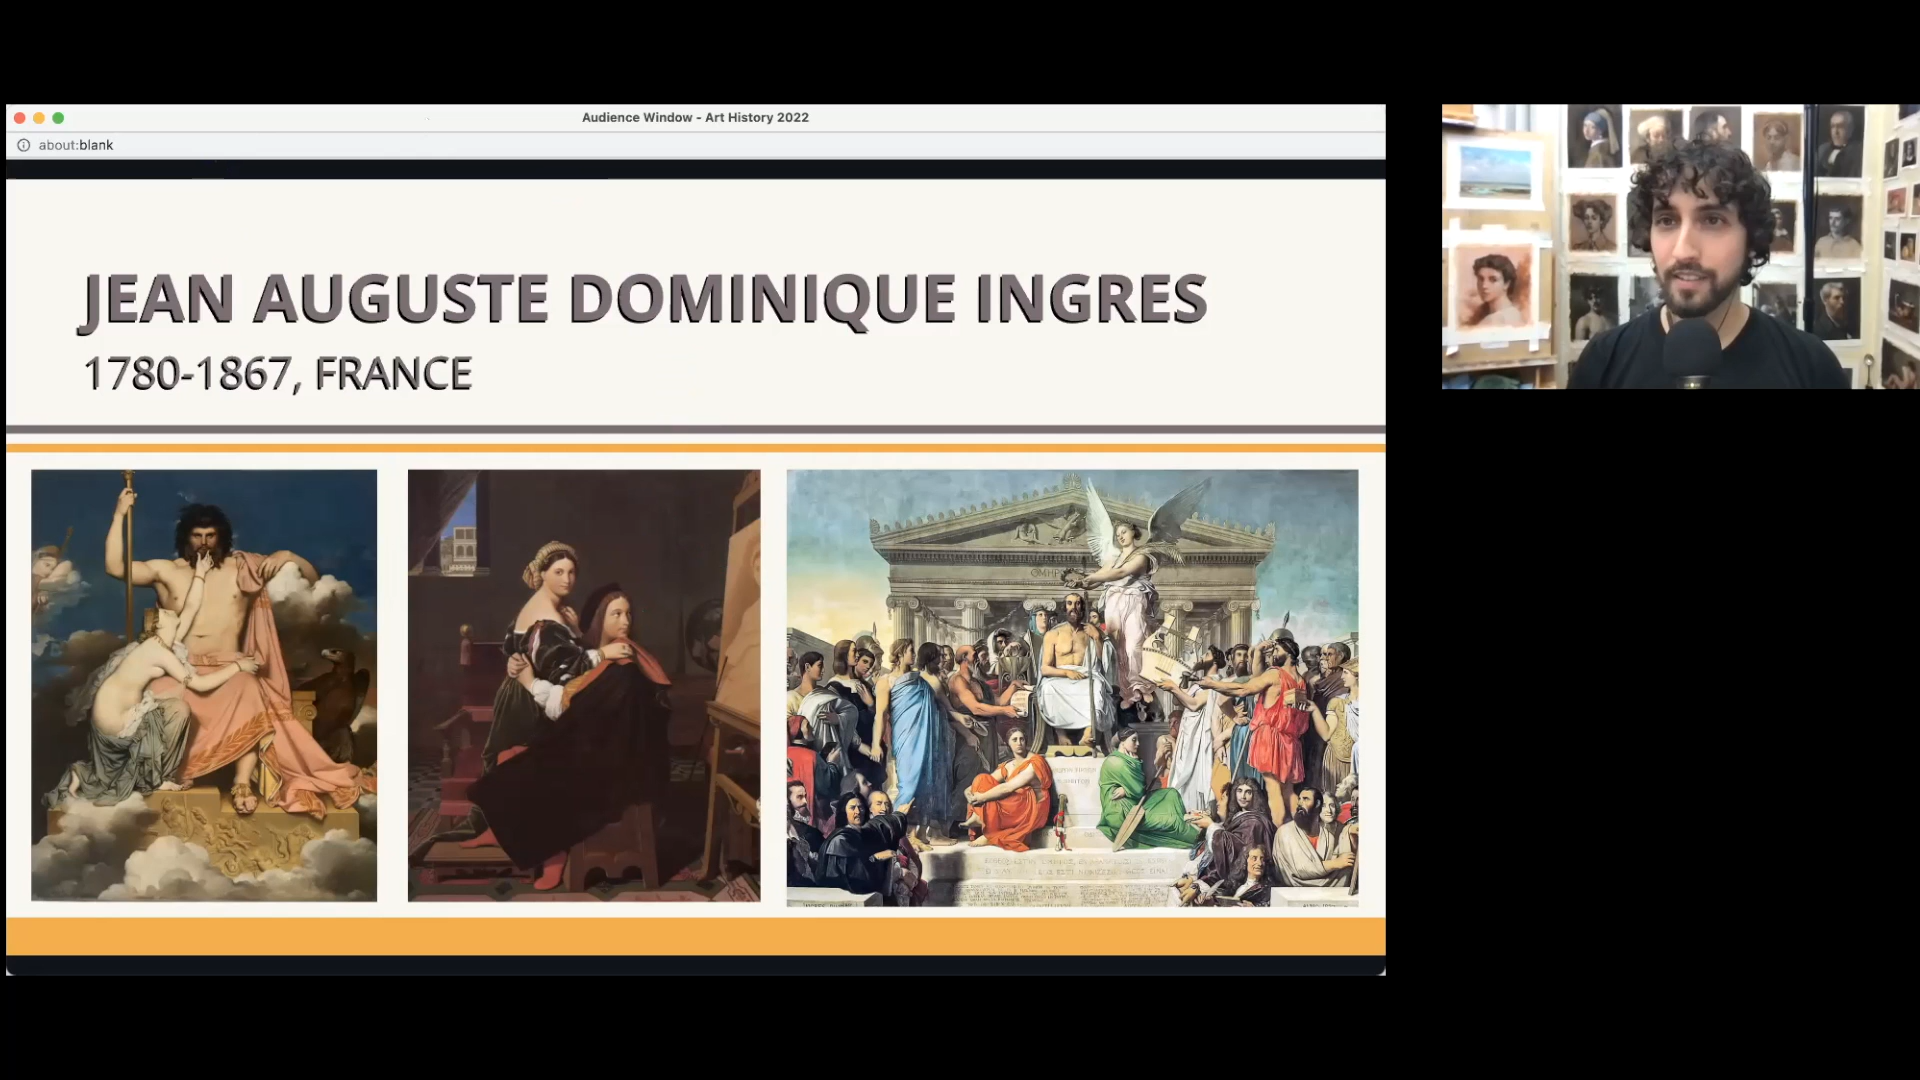 Audience Window - Art History 2022
about:blank
JEAN AUGUSTE DOMINIQUE INGRES
1780-1867, FRANCE